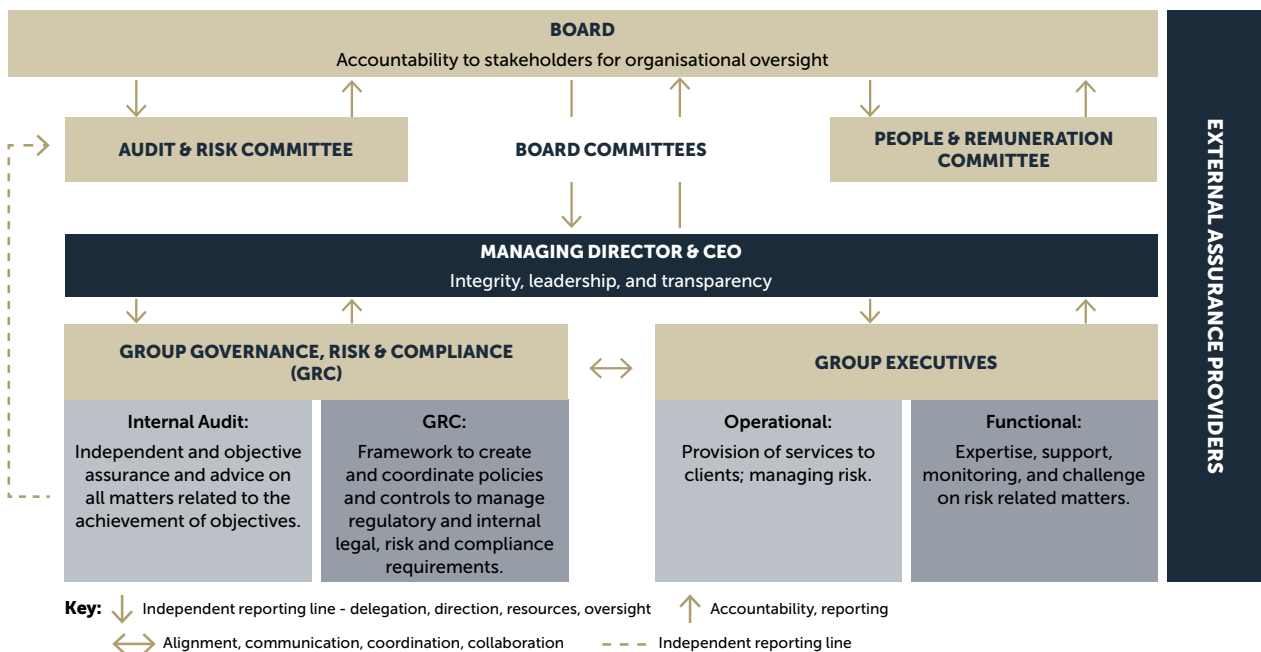 BOARD
Accountability to stakeholders for organisational oversight
AUDIT & RISK COMMITTEE
BOARD COMMITTEES
PEOPLE & REMUNERATION
COMMITTEE
MANAGING DIRECTOR & CEO
Integrity, leadership, and transparency
GROUP GOVERNANCE, RISK & COMPLIANCE
(GRC)
GROUP EXECUTIVES
Internal Audit:
Independent and objective
assurance and advice on
all matters related to the
achievement of objectives.
GRC:
Framework to create
and coordinate policies
and controls to manage
regulatory and internal
legal, risk and compliance
requirements.
Operational:
Provision of services to
clients; managing risk.
Functional:
Expertise, support,
monitoring, and challenge
on risk related matters.
EXTERNAL ASSURANCE PROVIDERS
Key: Independent reporting line - delegation, direction, resources, oversight Accountability, reporting
Alignment, communication, coordination, collaboration Independent reporting line